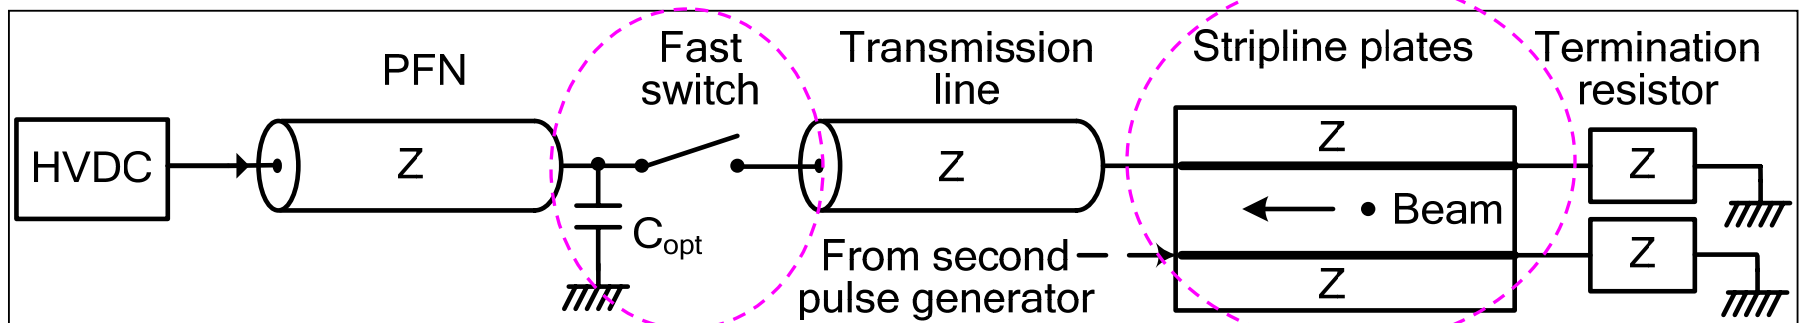 PFN
Fast
switch
Transmission
line
Stripline plates
Termination
resistor
HVDC
Z
Z
Z
Z
Beam
Copt
From second
pulse generator
Z
Z